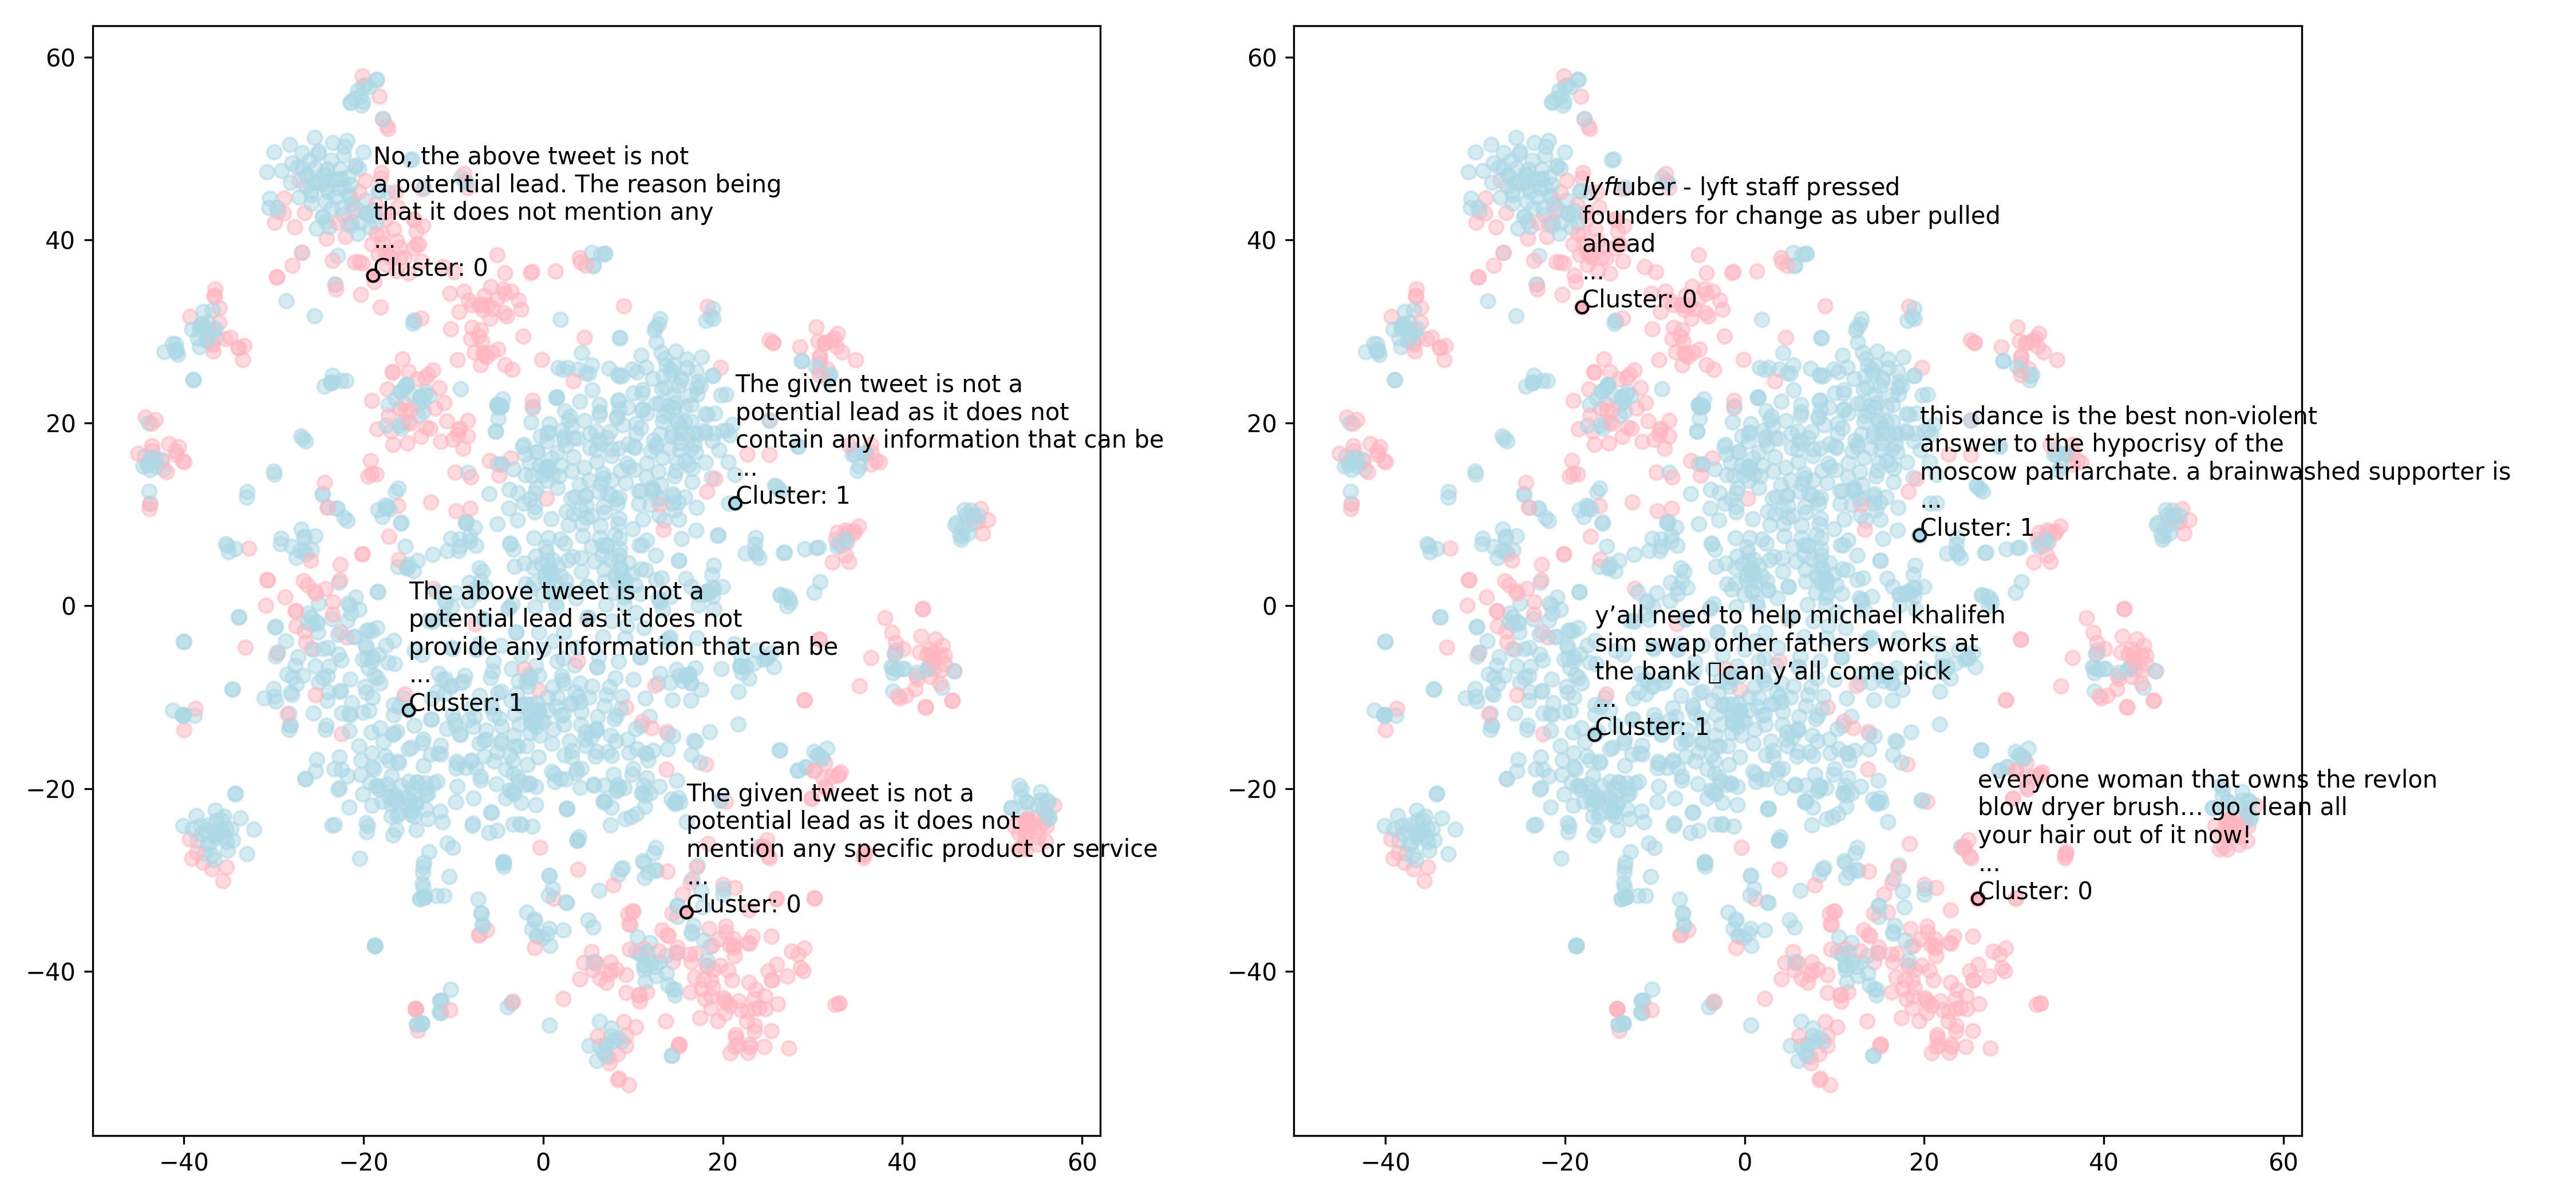 60
40
20
0
−20
−40
−40
−20
0
20
40
60
No, the above tweet is not
a potential lead. The reason being
that it does not mention any
...
Cluster: 0
The given tweet is not a
potential lead as it does not
contain any information that can be
...
Cluster: 1
The above tweet is not a
potential lead as it does not
provide any information that can be
...
Cluster: 1
The given tweet is not a
potential lead as it does not
mention any specific product or service
...
Cluster: 0
60
40
20
0
−20
−40
−40
−20
0
20
40
60
lyftuber - lyft staff pressed
founders for change as uber pulled
ahead
...
Cluster: 0
this dance is the best non-violent
answer to the hypocrisy of the
moscow patriarchate. a brainwashed supporter is
...
Cluster: 1
y’all need to help michael khalifeh
sim swap orher fathers works at
the bank ▯can y’all come pick
...
Cluster: 1
everyone woman that owns the revlon
blow dryer brush... go clean all
your hair out of it now!
...
Cluster: 0